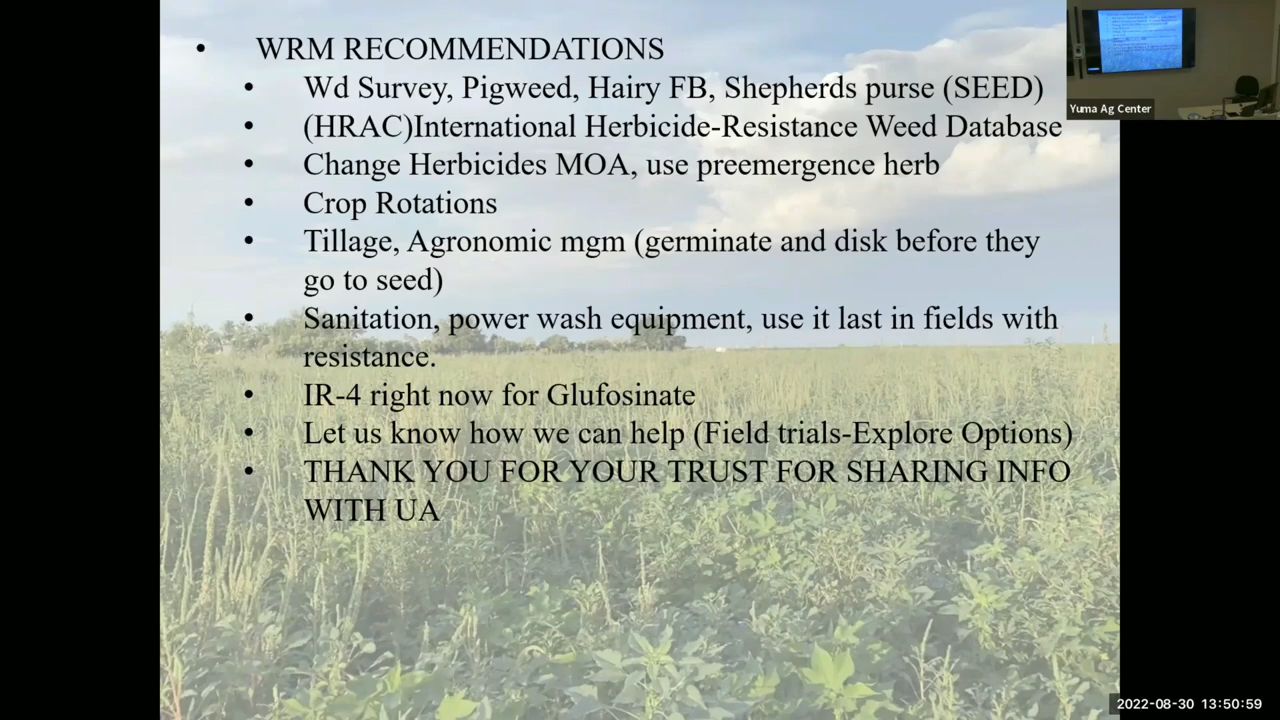 • WRM RECOMMENDATIONS
• Wd Survey, Pigweed, Hairy FB, Shepherds purse (SEED)
• (HRAC)International Herbicide-Resistance Weed Database
• Change Herbicides MOA, use preemergence herb
• Crop Rotations
• Tillage, Agronomic mgm (germinate and disk before they
go to seed)
• Sanitation, power wash equipment, use it last in fields with
resistance.
• IR-4 right now for Glufosinate
• Let us know how we can help (Field trials-Explore Options)
• THANK YOU FOR YOUR TRUST FOR SHARING INFO
WITH UA
Yuma Ag Center
2022-08-30 13:50:59